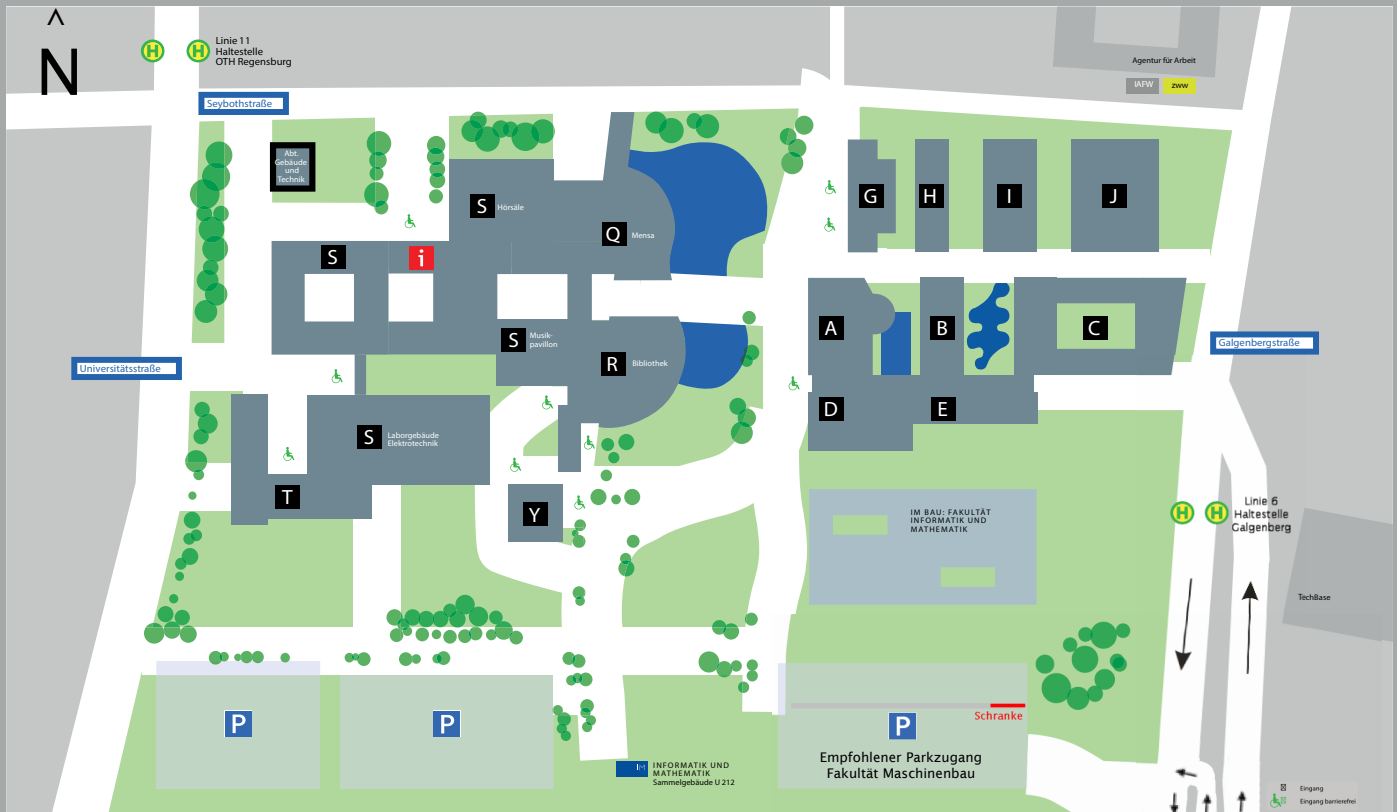 N
H
H
Linie 11
Haltestelle
OTH Regensburg
Agentur für Arbeit
IAFW
ZWW
Seybothstraße
Abt.
Gebäude
und
Technik
S
Hörsäle
G
H
I
J
Q
Mensa
S
i
A
B
C
S
Musik-
pavillon
Galgenbergstraße
R
Bibliothek
Universitätsstraße
D
E
S
Laborgebäude
Elektrotechnik
T
Y
IM BAU: FAKULTÄT
INFORMATIK UND
MATHEMATIK
H
H
Linie 6
Haltestelle
Galgenberg
TechBase
P
P
Schranke
P
Empfohlener Parkzugang
Fakultät Maschinenbau
IM
INFORMATIK UND
MATHEMATIK
Sammelgebäude U 212
Eingang
Eingang barrierefrei